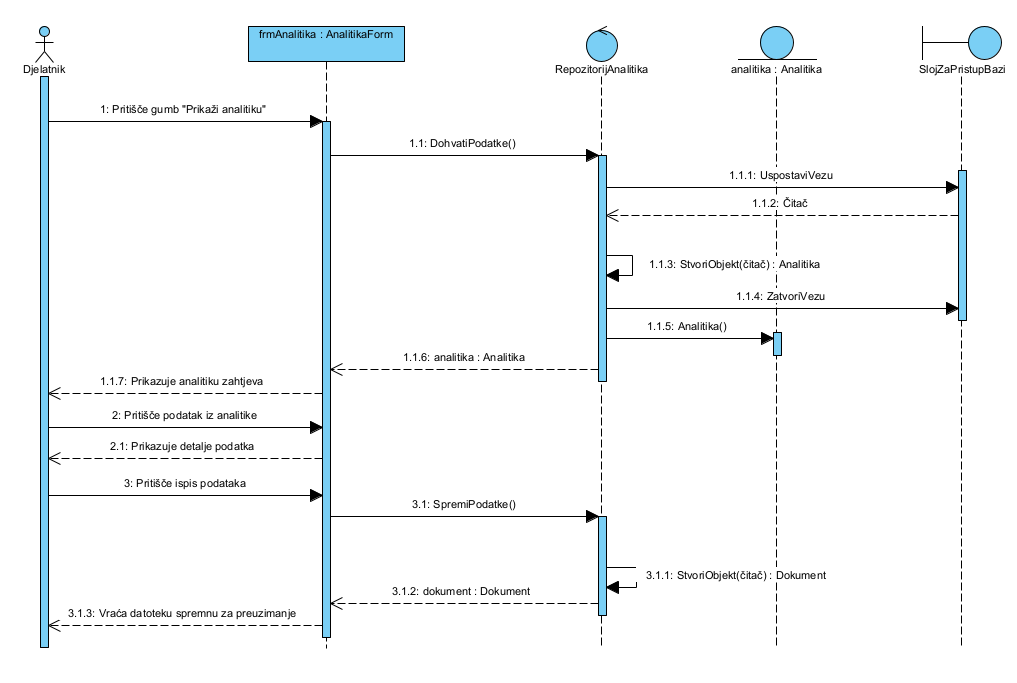 frmAnalitika : AnalitikaForm
Djelatnik
RepozitorijAnalitika
analitika : Analitika
SlojZaPristupBazi
1: Pritišče gumb "Prikaži analitiku"
1.1: DohvatiPodatke()
1.1.1: UspostaviVezu
1.1.2: Čitač
1.1.3: StvoriObjekt(čitač) : Analitika
1.1.4: ZatvoriVezu
1.1.5: Analitika()
1.1.6: analitika : Analitika
1.1.7: Prikazuje analitiku zahtjeva
2: Pritišče podatak iz analitike
2.1: Prikazuje detalje podatka
3: Pritišče ispis podataka
3.1: SpremiPodatke()
3.1.1: StvoriObjekt(čitač) : Dokument
3.1.2: dokument : Dokument
3.1.3: Vraća datoteku spremnu za preuzimanje